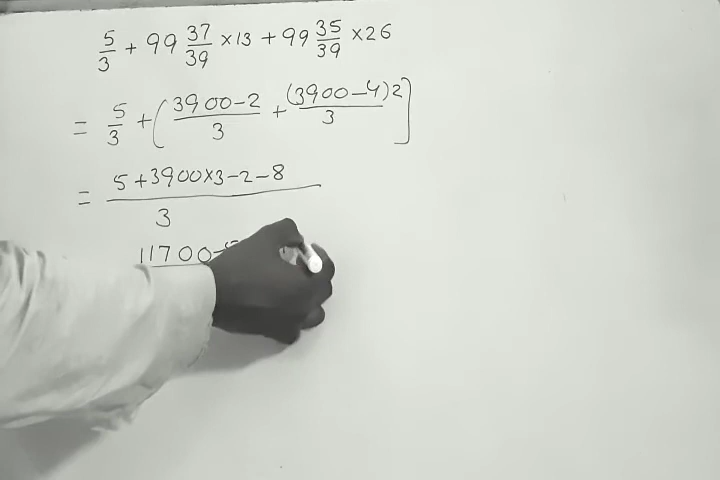 5/3 + 99 37/39 ×13 + 99 35/39 ×26
= 5/3 + (3900-2/3 + (3900-4)2/3]
= 5+3900×3-2-8/3
11700-